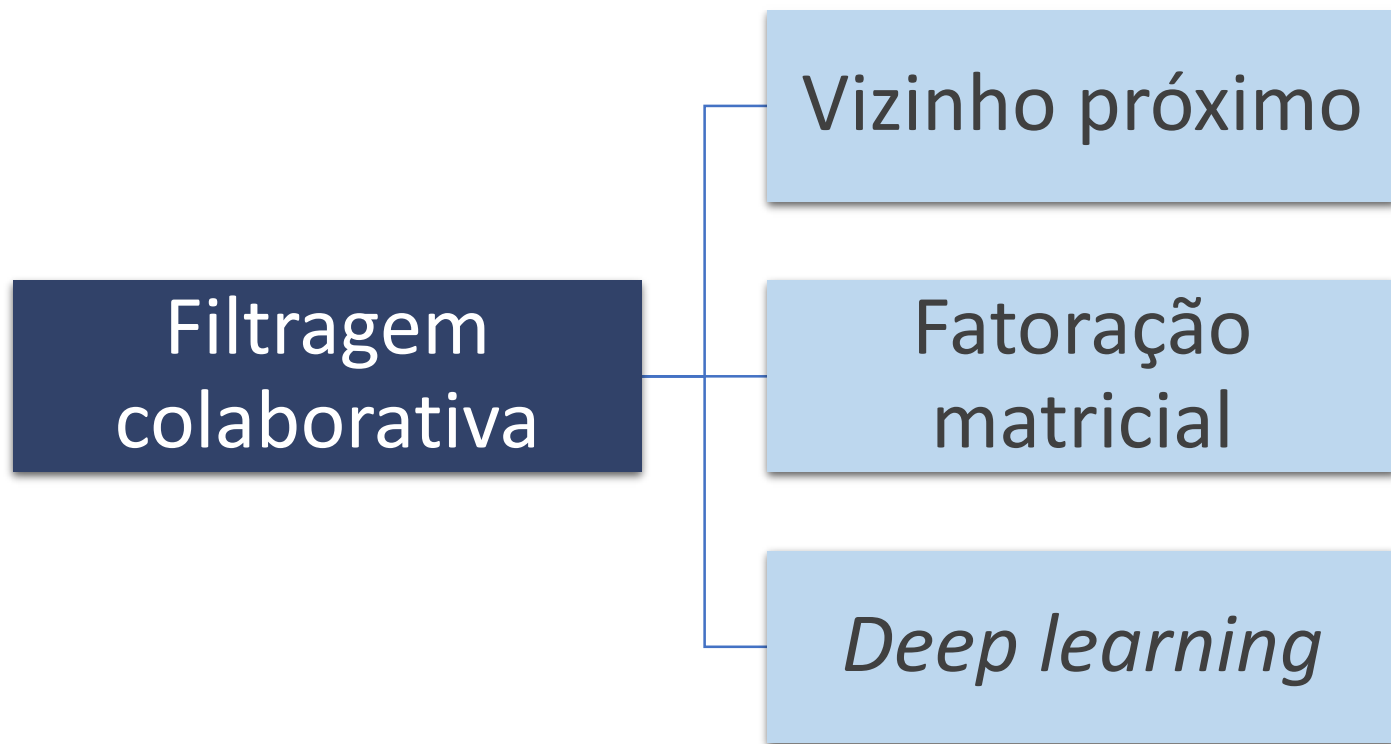 Vizinho próximo
Filtragem
colaborativa
Fatoração
matricial
Deep learning